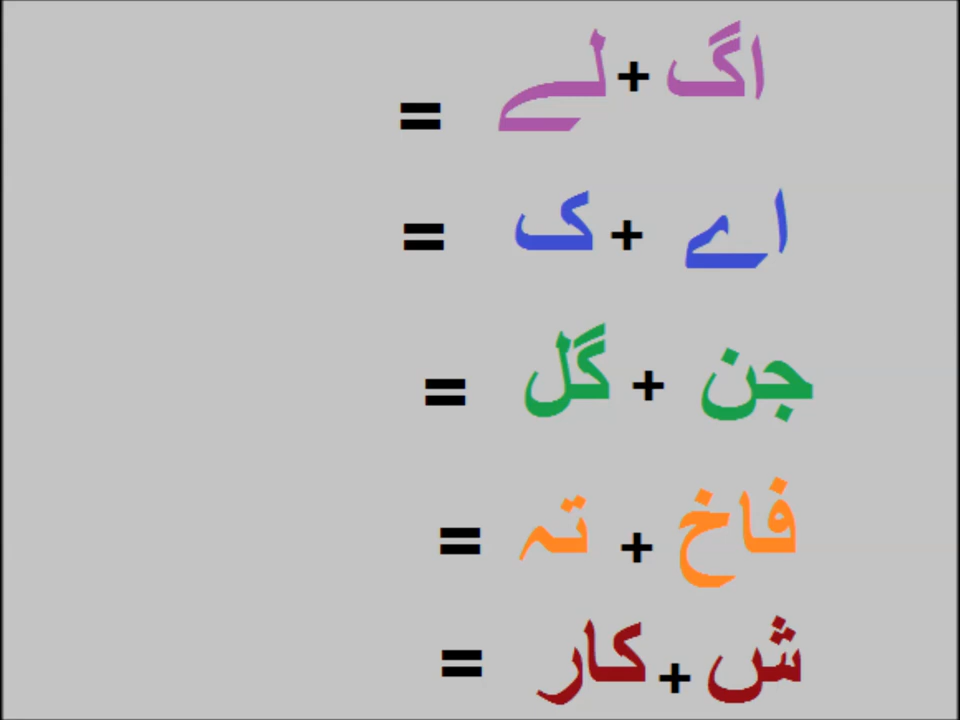 اگ + لے =
اے + ک =
جن + گل =
فاخ + تہ =
ش + کار =